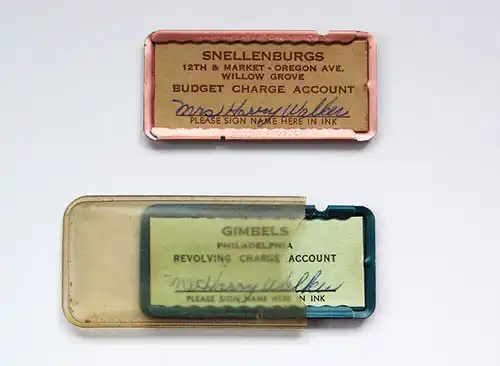 SNELLENBURGS
12TH & MARKET - OREGON AVE.
WILLOW GROVE
BUDGET CHARGE ACCOUNT
Mrs Harry Walker
PLEASE SIGN NAME HERE IN INK
GIMBELS
PHILADELPHIA
REVOLVING CHARGE ACCOUNT
Mrs Harry Walker
PLEASE SIGN NAME HERE IN INK